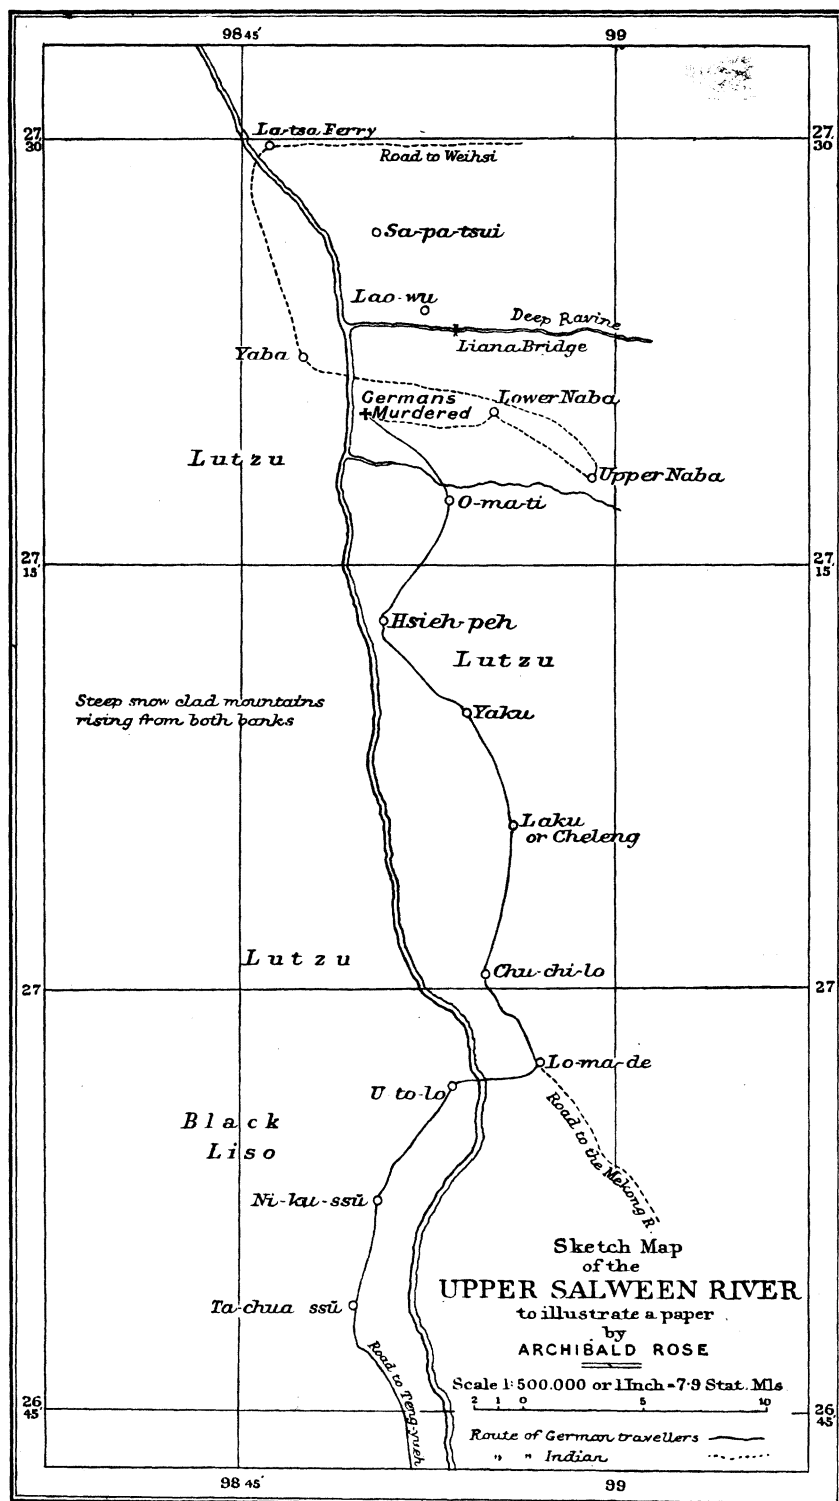 98 45'
99
27
30
27
30
La-tsa Ferry
Road to Weihsi
Sa-pa-tsui
Lao-wu
Deep Ravine
Liana Bridge
Yaba
Germans
Murdered
Lower Naba
Lutzu
Upper Naba
O-ma-ti
27
15'
27
15'
Hsieh-peh
Lutzu
Steep snow clad mountains
rising from both banks
Yaku
Laku
or Cheleng
Lutzu
Chu-chi-lo
27
27
Lo-ma-de
U to-lo
Road to the Mekong R.
Black
Liso
Ni-ku-ssŭ
Ta-chua ssŭ
Road to Teng-yueh
Sketch Map
of the
UPPER SALWEEN RIVER
to illustrate a paper
by
ARCHIBALD ROSE
Scale 1:500.000 or 1 Inch = 7·9 Stat. Mls.
2 1 0 5 10
26
45'
26
45'
Route of German travellers
" " Indian
98 45'
99